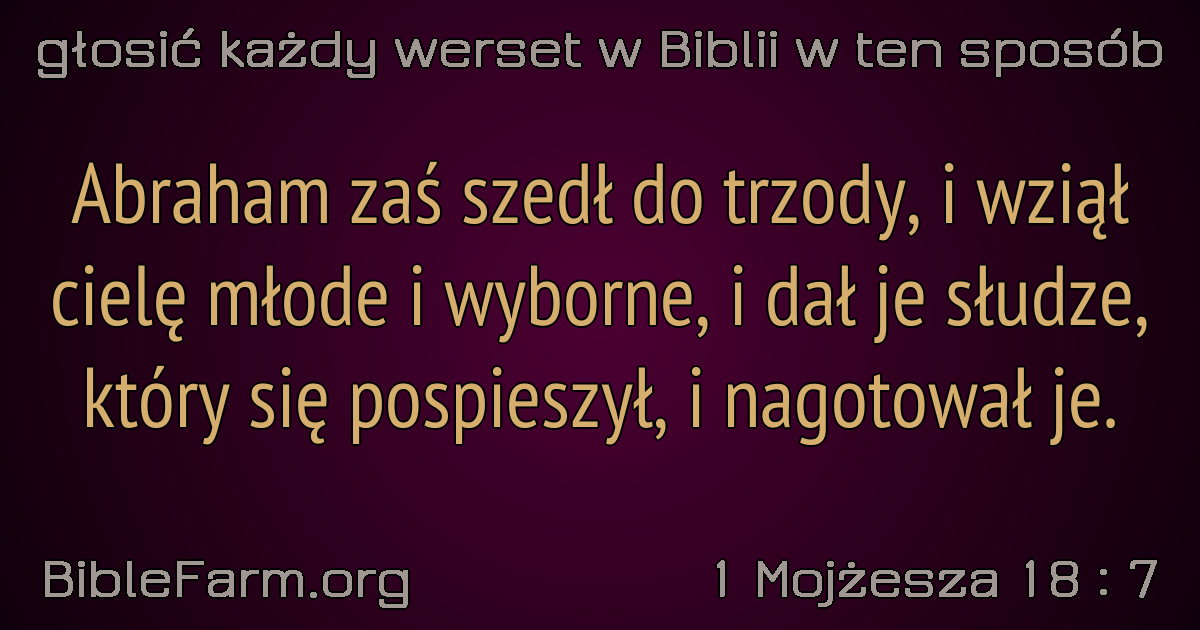 głosić każdy werset w Biblii w ten sposób
Abraham zaś szedł do trzody, i wziął
cielę młode i wyborne, i dał je słudze,
który się pospieszył, i nagotował je.
BibleFarm.org
1 Mojżesza 18 : 7